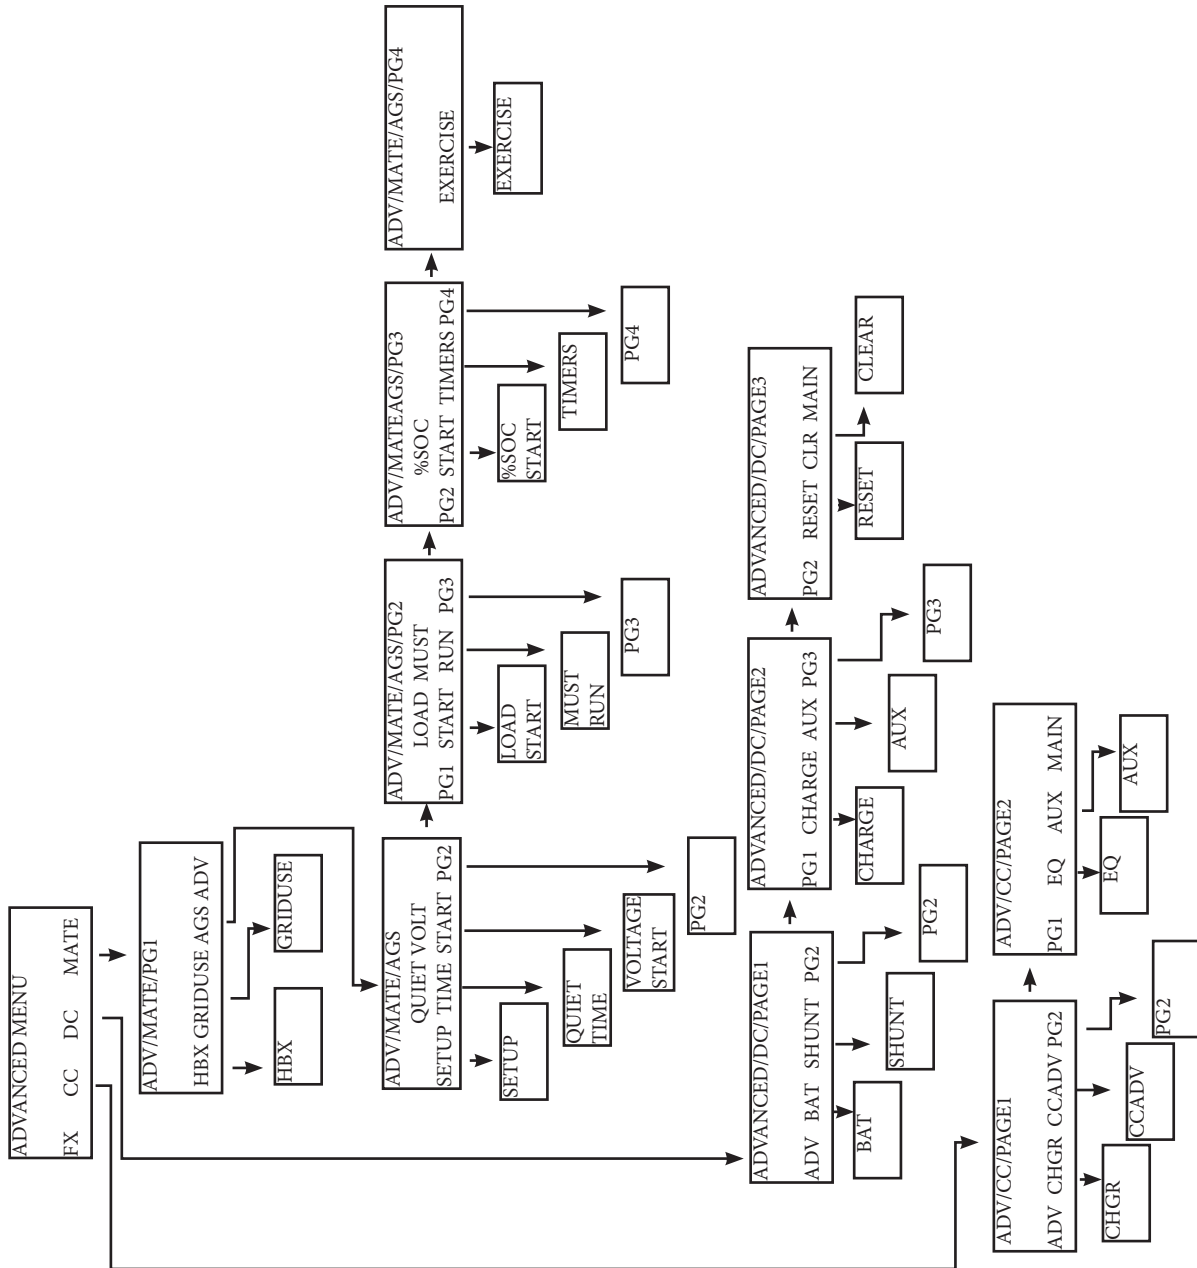 ADVANCED MENU
FX CC DC MATE
ADV/MATE/PG1
HBX GRIDUSE AGS ADV
HBX
GRIDUSE
ADV/MATE/AGS
QUIET VOLT
SETUP TIME START PG2
SETUP
QUIET
TIME
VOLTAGE
START
PG2
ADV/MATE/AGS/PG2
LOAD MUST
PG1 START RUN PG3
LOAD
START
MUST
RUN
PG3
ADV/MATEAGS/PG3
%SOC
PG2 START TIMERS PG4
%SOC
START
TIMERS
PG4
ADV/MATE/AGS/PG4
EXERCISE
EXERCISE
ADVANCED/DC/PAGE1
ADV BAT SHUNT PG2
BAT
SHUNT
PG2
ADVANCED/DC/PAGE2
PG1 CHARGE AUX PG3
CHARGE
AUX
PG3
ADVANCED/DC/PAGE3
PG2 RESET CLR MAIN
RESET
CLEAR
ADV/CC/PAGE1
ADV CHGR CCADV PG2
CHGR
CCADV
PG2
ADV/CC/PAGE2
PG1 EQ AUX MAIN
EQ
AUX